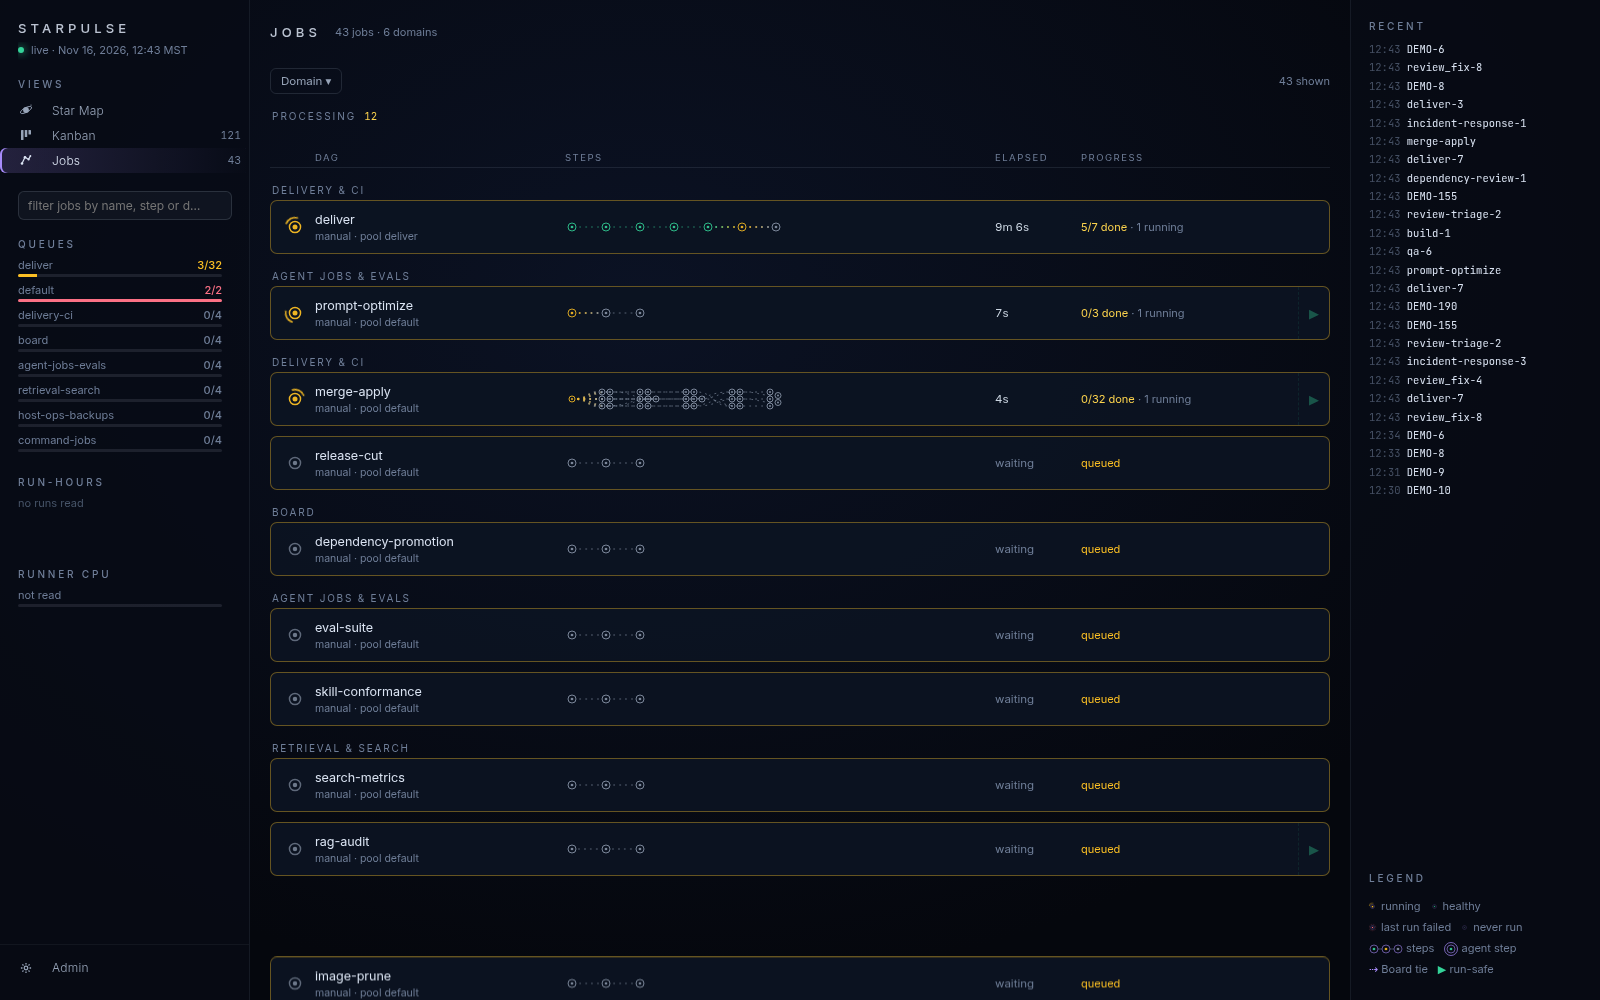 STARPULSE
live · Nov 16, 2026, 12:43 MST
VIEWS
Star Map
Kanban 121
Jobs 43
filter jobs by name, step or d...
QUEUES
deliver 3/32
default 2/2
delivery-ci 0/4
board 0/4
agent-jobs-evals 0/4
retrieval-search 0/4
host-ops-backups 0/4
command-jobs 0/4
RUN-HOURS
no runs read
RUNNER CPU
not read
Admin
JOBS 43 jobs · 6 domains
Domain ▾ 43 shown
PROCESSING 12
DAG STEPS ELAPSED PROGRESS
DELIVERY & CI
deliver
manual · pool deliver
9m 6s 5/7 done · 1 running
AGENT JOBS & EVALS
prompt-optimize
manual · pool default
7s 0/3 done · 1 running
DELIVERY & CI
merge-apply
manual · pool default
4s 0/32 done · 1 running
release-cut
manual · pool default
waiting queued
BOARD
dependency-promotion
manual · pool default
waiting queued
AGENT JOBS & EVALS
eval-suite
manual · pool default
waiting queued
skill-conformance
manual · pool default
waiting queued
RETRIEVAL & SEARCH
search-metrics
manual · pool default
waiting queued
rag-audit
manual · pool default
waiting queued
image-prune
manual · pool default
waiting queued
RECENT
12:43 DEMO-6
12:43 review_fix-8
12:43 DEMO-8
12:43 deliver-3
12:43 incident-response-1
12:43 merge-apply
12:43 deliver-7
12:43 dependency-review-1
12:43 DEMO-155
12:43 review-triage-2
12:43 build-1
12:43 qa-6
12:43 prompt-optimize
12:43 deliver-7
12:43 DEMO-190
12:43 DEMO-155
12:43 review-triage-2
12:43 incident-response-3
12:43 review_fix-4
12:43 deliver-7
12:43 review_fix-8
12:34 DEMO-6
12:33 DEMO-8
12:31 DEMO-9
12:30 DEMO-10
LEGEND
running healthy
last run failed never run
steps agent step
Board tie run-safe